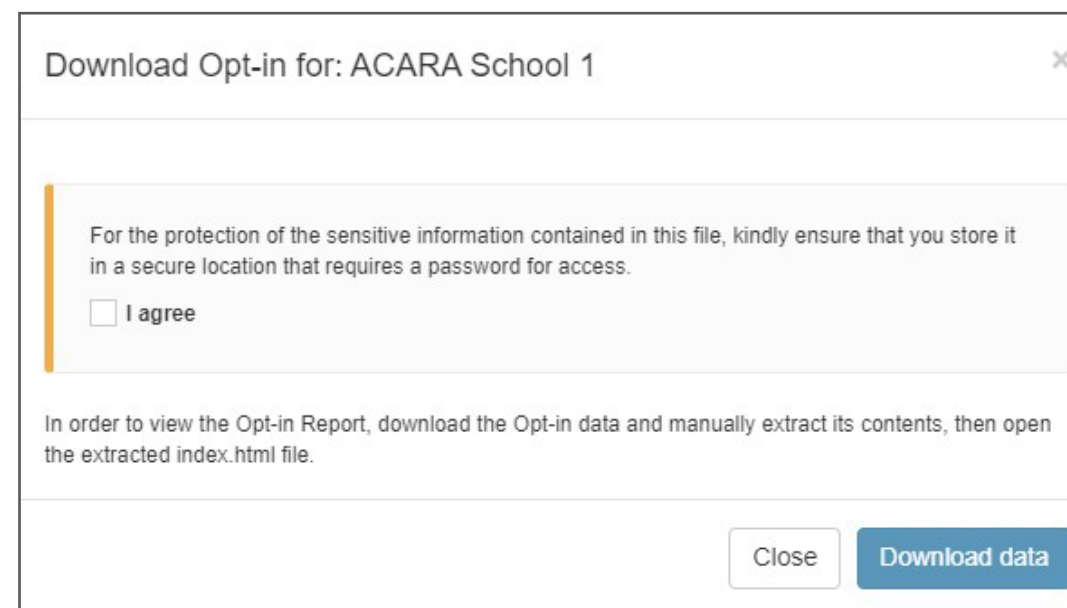 Download Opt-in for: ACARA School 1
×
For the protection of the sensitive information contained in this file, kindly ensure that you store it
in a secure location that requires a password for access.
I agree
In order to view the Opt-in Report, download the Opt-in data and manually extract its contents, then open
the extracted index.html file.
Close
Download data